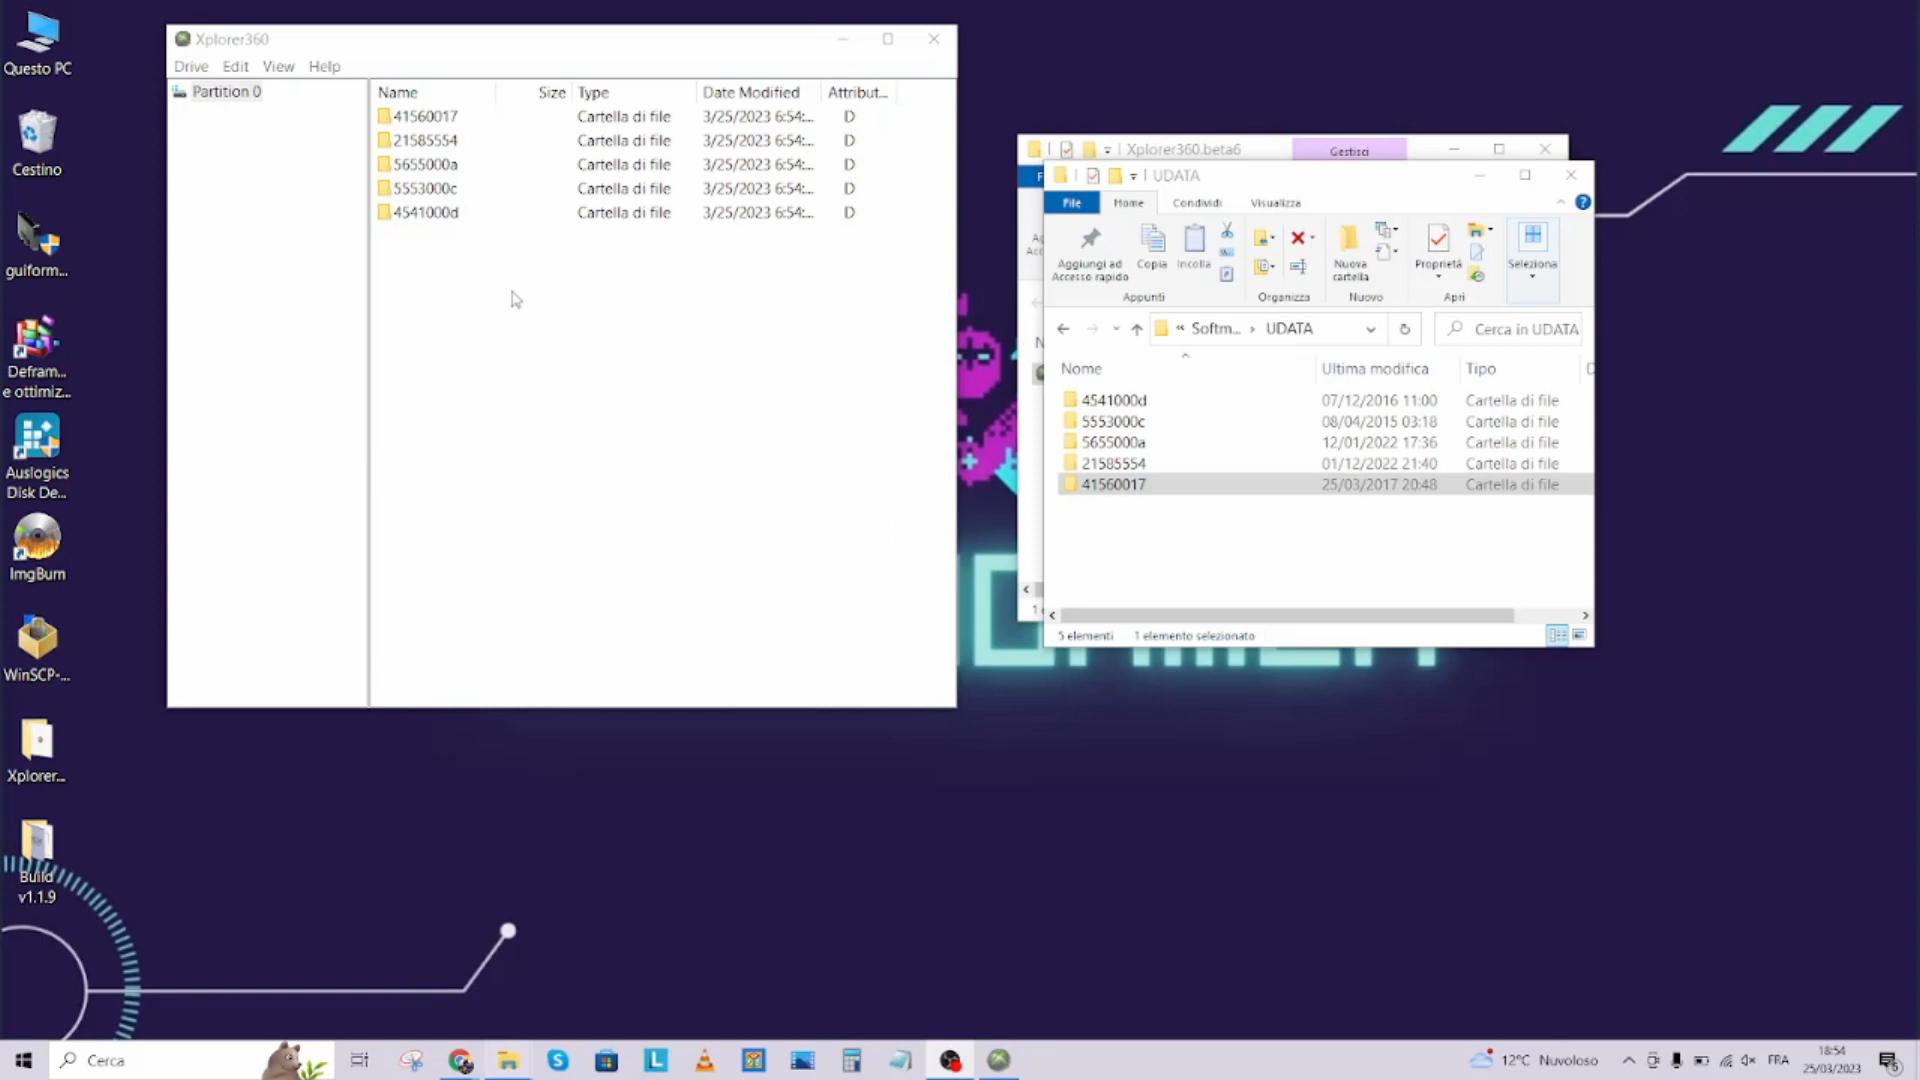 Questo PC
Cestino
guiform...
Defram...
e ottimiz...
Auslogics
Disk De...
ImgBurn
WinSCP-...
Xplorer...
Build
v1.1.9
Xplorer360
Drive Edit View Help
Partition 0
Name Size Type Date Modified Attribut...
41560017 Cartella di file 3/25/2023 6:54:... D
21585554 Cartella di file 3/25/2023 6:54:... D
5655000a Cartella di file 3/25/2023 6:54:... D
5553000c Cartella di file 3/25/2023 6:54:... D
4541000d Cartella di file 3/25/2023 6:54:... D
Xplorer360.beta6 Gestisci
UDATA
File Home Condividi Visualizza
Aggiungi ad
Accesso rapido
Copia
Incolla
Nuova
cartella
Proprietà
Seleziona
Appunti Organizza Nuovo Apri
« Softm... › UDATA
Cerca in UDATA
Nome Ultima modifica Tipo
4541000d 07/12/2016 11:00 Cartella di file
5553000c 08/04/2015 03:18 Cartella di file
5655000a 12/01/2022 17:36 Cartella di file
21585554 01/12/2022 21:40 Cartella di file
41560017 25/03/2017 20:48 Cartella di file
5 elementi 1 elemento selezionato
Cerca
12°C Nuvoloso
FRA
18:54
25/03/2023